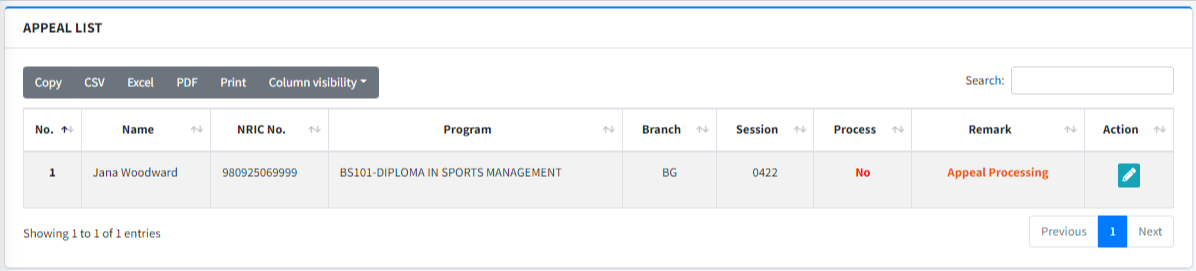 APPEAL LIST
Copy CSV Excel PDF Print Column visibility Search:
No. Name NRIC No. Program Branch Session Process Remark Action
1 Jana Woodward 980925069999 BS101-DIPLOMA IN SPORTS MANAGEMENT BG 0422 No Appeal Processing
Showing 1 to 1 of 1 entries Previous 1 Next